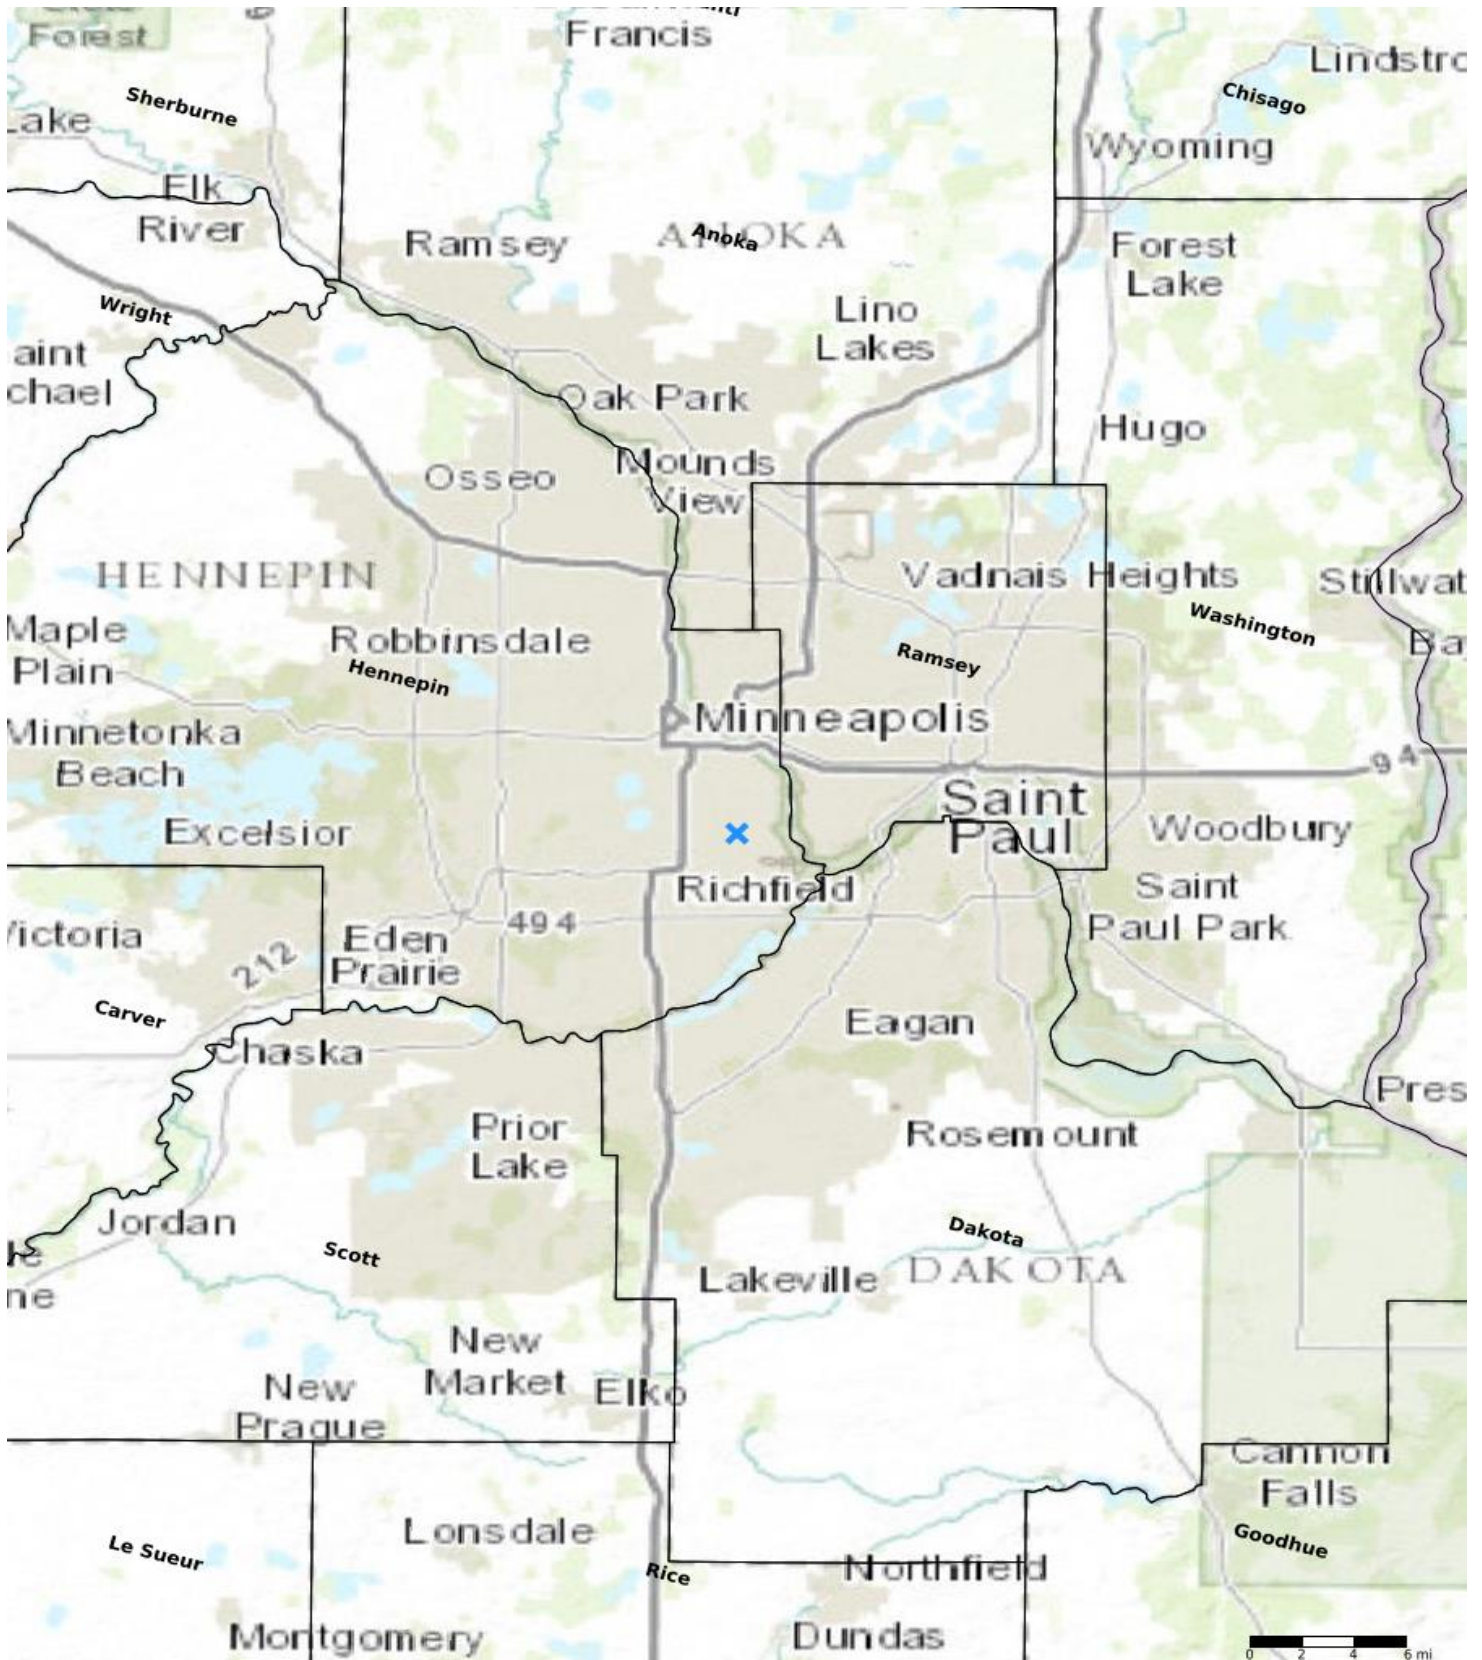 Forest
Francis
Lindstro
Chisago
Sherburne
Lake
Wyoming
Elk
River
Ramsey
ANOKA
Anoka
Forest
Lake
Wright
Lino
Lakes
aint
chael
Oak Park
Hugo
Mounds
View
Osseo
HENNEPIN
Vadnais Heights
Stillwat
Washington
Maple
Plain
Robbinsdale
Hennepin
Ramsey
Ba
Minnetonka
Beach
Minneapolis
94
Saint
Paul
Excelsior
Woodbury
Richfield
Saint
Paul Park
Victoria
494
Eden
Prairie
212
Carver
Eagan
Chaska
Pres
Prior
Lake
Rosemount
Jordan
Scott
Dakota
DAKOTA
Lakeville
ne
New
Market
New
Prague
Elko
Cannon
Falls
Lonsdale
Le Sueur
Goodhue
Rice
Northfield
Montgomery
Dundas
0 2 4 6 mi